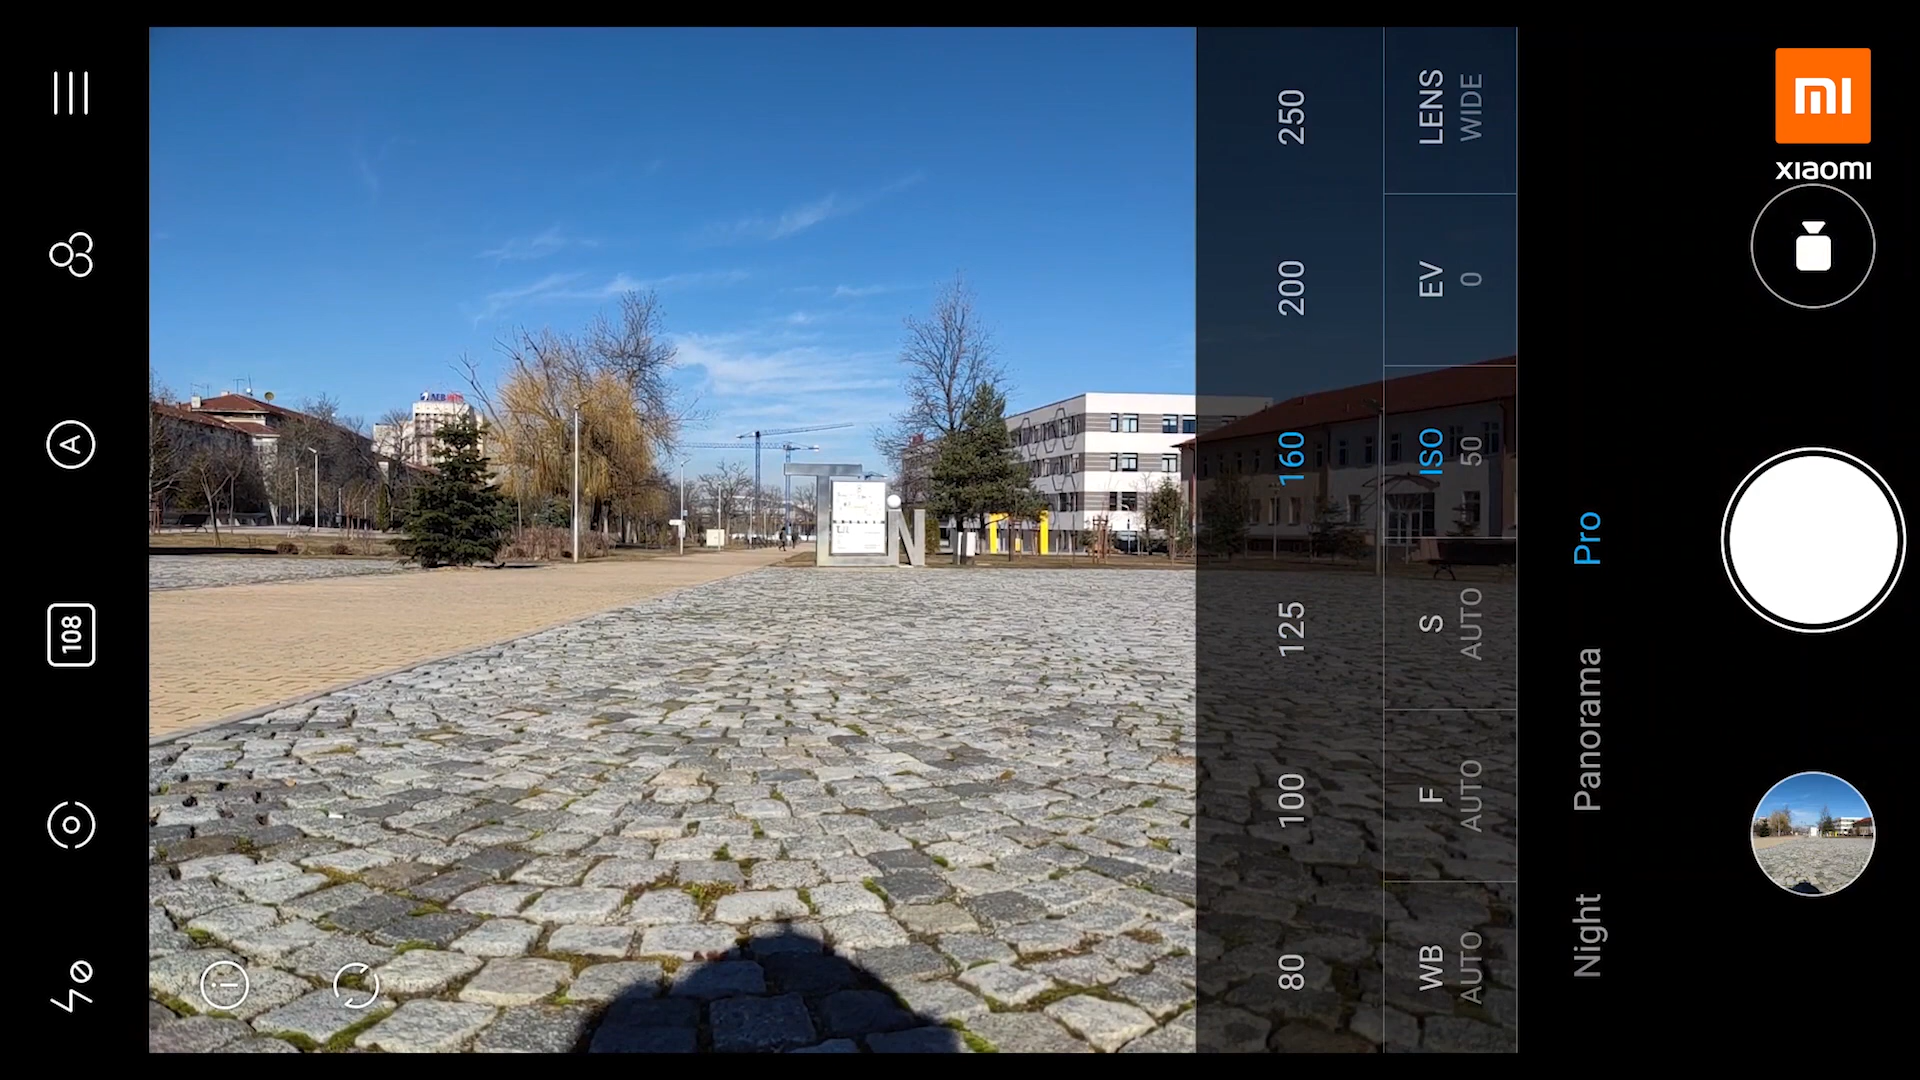 108
250
200
160
125
100
80
LENS
WIDE
EV
0
ISO
50
S
AUTO
F
AUTO
WB
AUTO
Pro
Panorama
Night
xiaomi